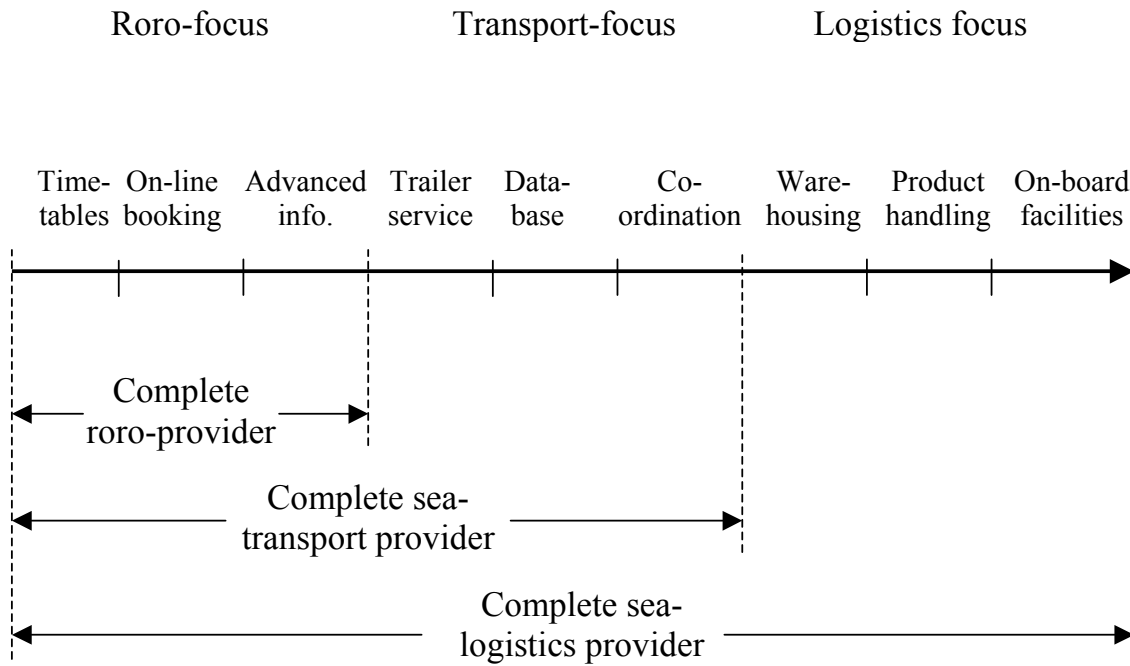 Roro-focus Transport-focus Logistics focus
Time- On-line Advanced Trailer Data- Co- Ware- Product On-board
tables booking info. service base ordination housing handling facilities
Complete
roro-provider
Complete sea-
transport provider
Complete sea-
logistics provider